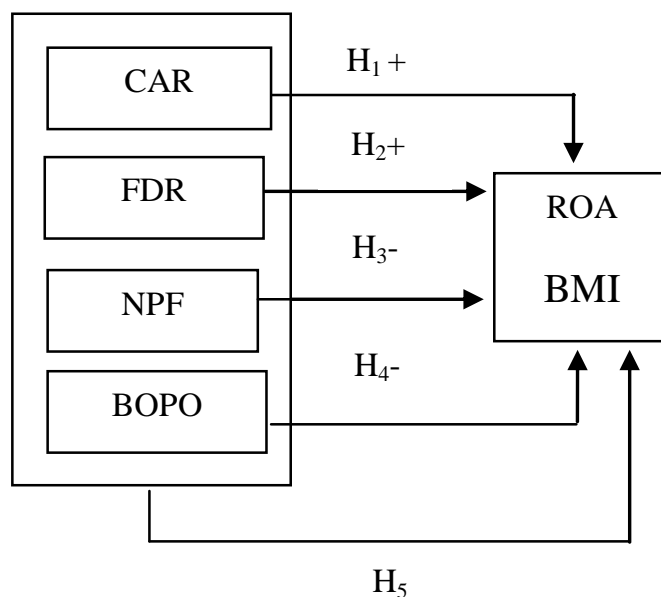 CAR
H₁ +
H₂+
FDR
ROA
H₃-
NPF
BMI
H₄-
BOPO
H₅